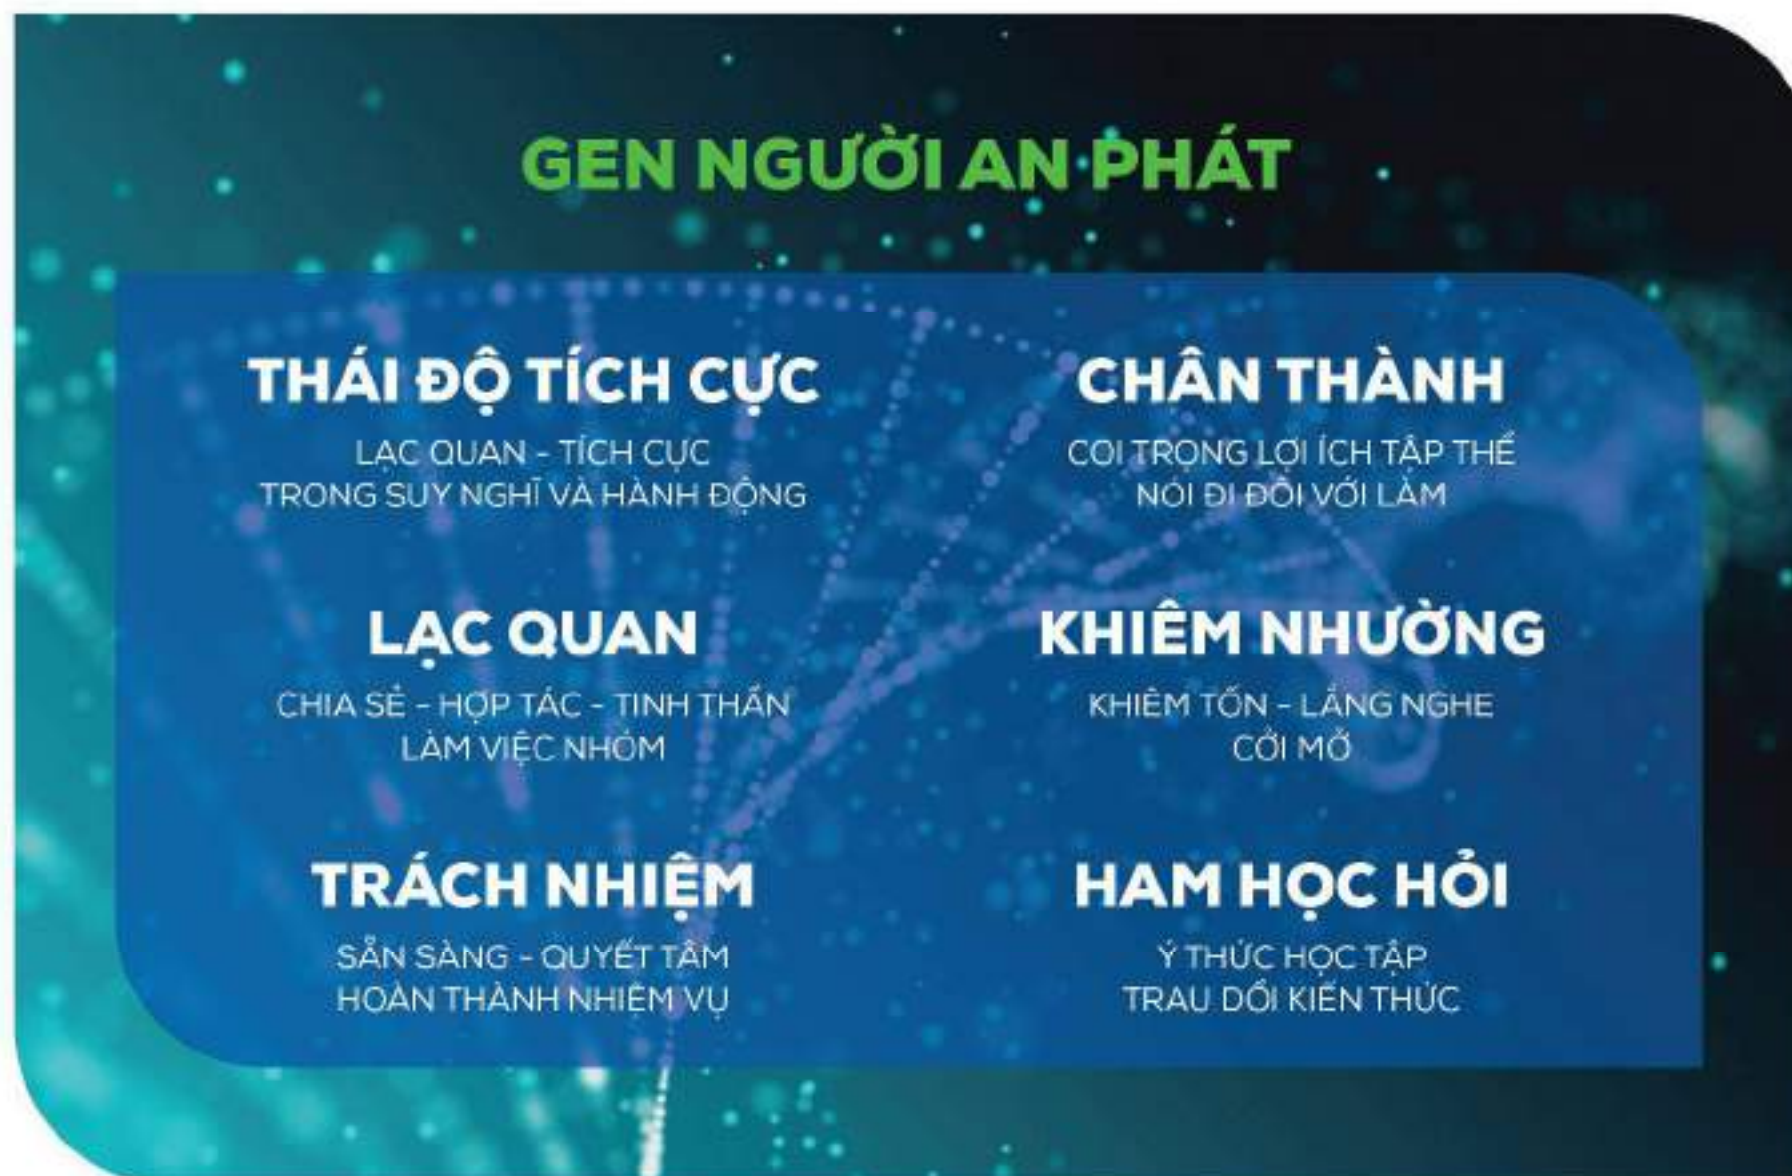 GEN NGƯỜI AN PHÁT
THÁI ĐỘ TÍCH CỰC
LẠC QUAN - TÍCH CỰC
TRONG SUY NGHĨ VÀ HÀNH ĐỘNG
CHÂN THÀNH
COI TRỌNG LỢI ÍCH TẬP THỂ
NÓI ĐI ĐÔI VỚI LÀM
LẠC QUAN
CHIA SẺ - HỢP TÁC - TINH THẦN
LÀM VIỆC NHÓM
KHIÊM NHƯỜNG
KHIÊM TỐN - LẮNG NGHE
CỞI MỞ
TRÁCH NHIỆM
SẴN SÀNG - QUYẾT TÂM
HOÀN THÀNH NHIỆM VỤ
HAM HỌC HỎI
Ý THỨC HỌC TẬP
TRAU DỒI KIẾN THỨC